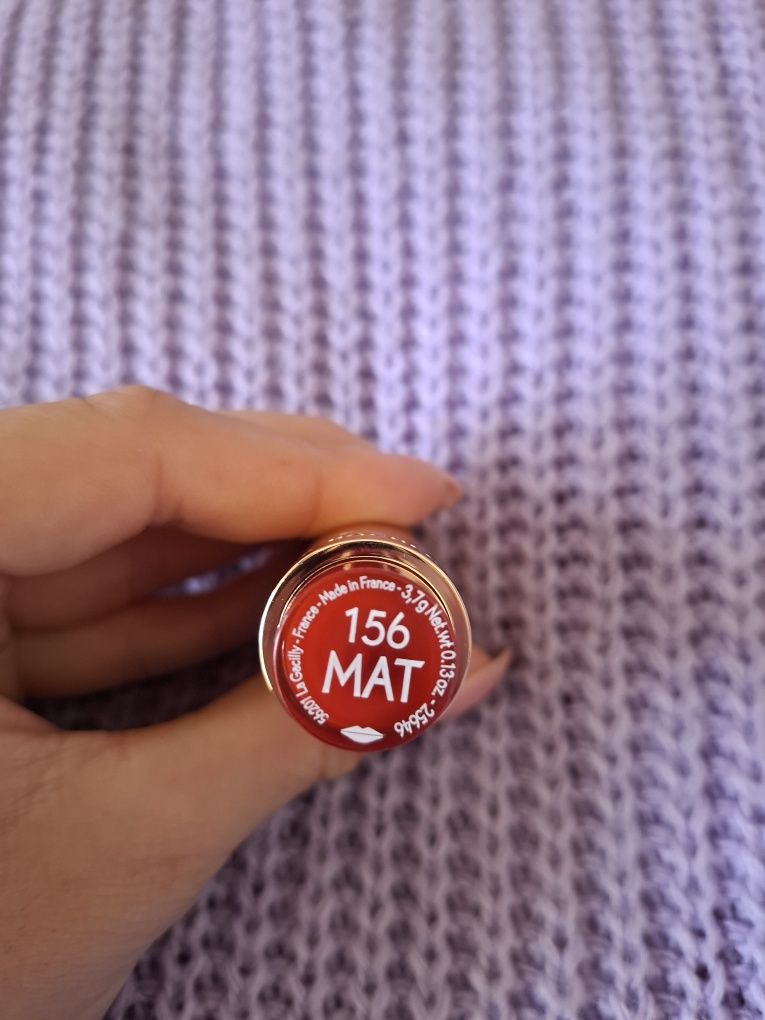 156
MAT
56201 La Gacilly - France - Made in France - 3,7g Net.wt 0.13 oz. - 25646